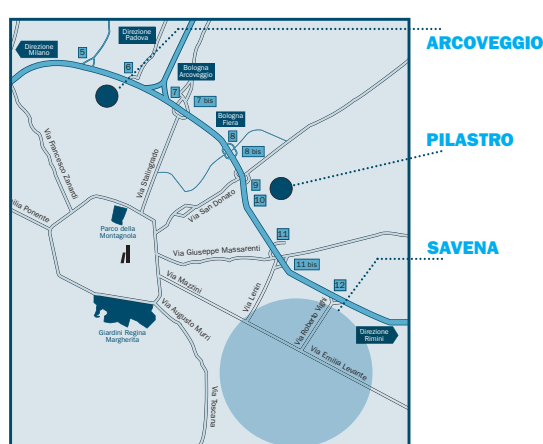 Direzione
Padova
Direzione
Milano
ARCOVEGGIO
5
6
Bologna
Arcoveggio
7
7 bis
Bologna
Fiera
8
8 bis
PILASTRO
9
10
Via Francesco Zanardi
Via Stalingrado
Via San Donato
ilia Ponente
Parco della
Montagnola
11
Via Giuseppe Massarenti
11 bis
SAVENA
12
Via Mazzini
Via Lenin
Via Roberto Vighi
Via Augusto Murri
Giardini Regina
Margherita
Direzione
Rimini
Via Emilia Levante
Via Toscana